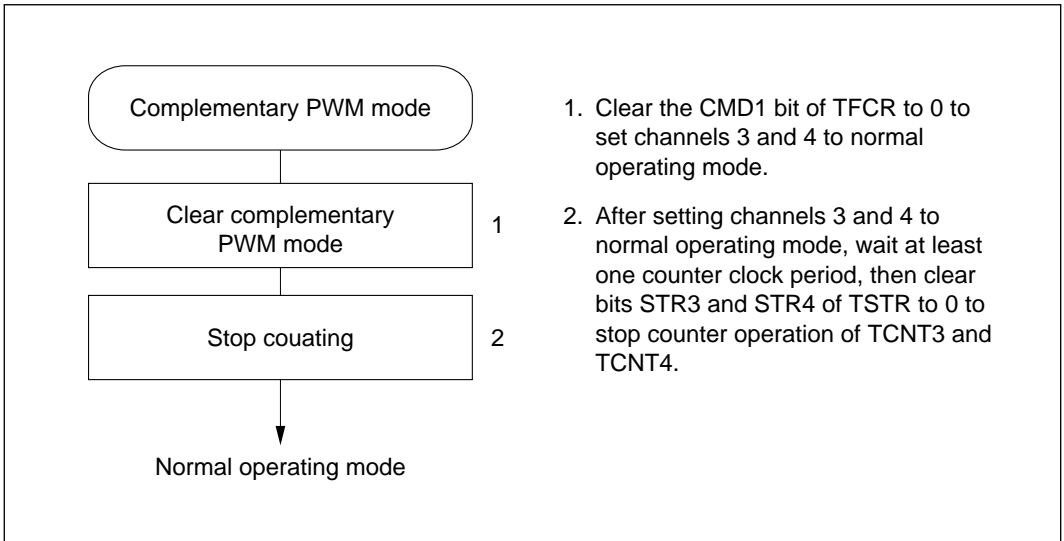 Complementary PWM mode
Clear complementary
PWM mode
1
Stop couating
2
Normal operating mode
1. Clear the CMD1 bit of TFCR to 0 to
set channels 3 and 4 to normal
operating mode.
2. After setting channels 3 and 4 to
normal operating mode, wait at least
one counter clock period, then clear
bits STR3 and STR4 of TSTR to 0 to
stop counter operation of TCNT3 and
TCNT4.